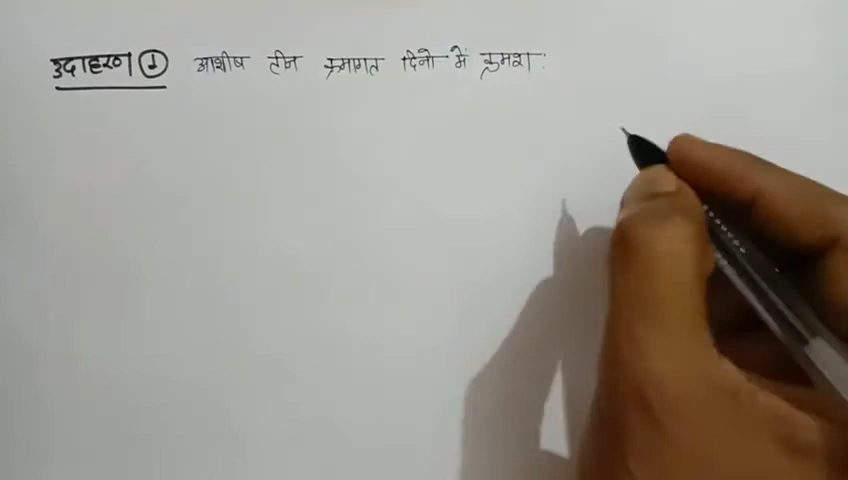 उदाहरण ① आशीष तीन क्रमागत दिनो में क्रमश: